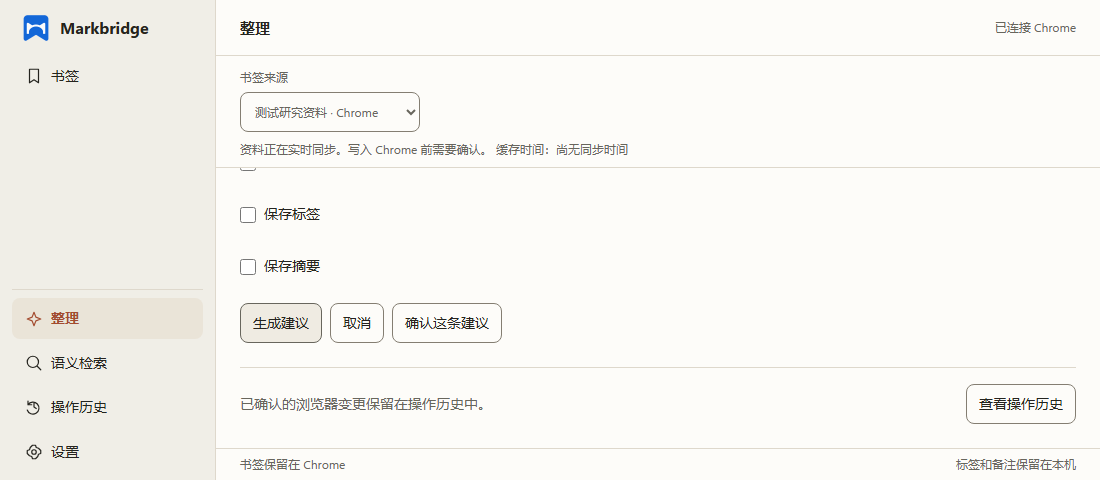 Markbridge
书签
整理
语义检索
操作历史
设置
整理
已连接 Chrome
书签来源
测试研究资料 · Chrome
资料正在实时同步。写入 Chrome 前需要确认。 缓存时间：尚无同步时间
保存标签
保存摘要
生成建议
取消
确认这条建议
已确认的浏览器变更保留在操作历史中。
查看操作历史
书签保留在 Chrome
标签和备注保留在本机